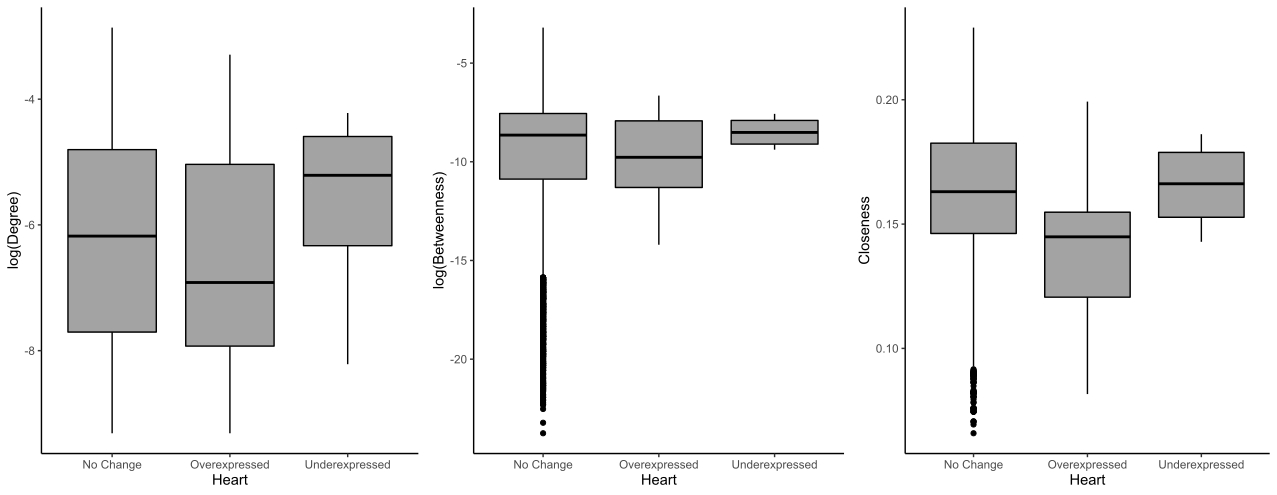 log(Degree)
-4
-6
-8
No Change Overexpressed Underexpressed
Heart
log(Betweenness)
-5
-10
-15
-20
No Change Overexpressed Underexpressed
Heart
Closeness
0.20
0.15
0.10
No Change Overexpressed Underexpressed
Heart